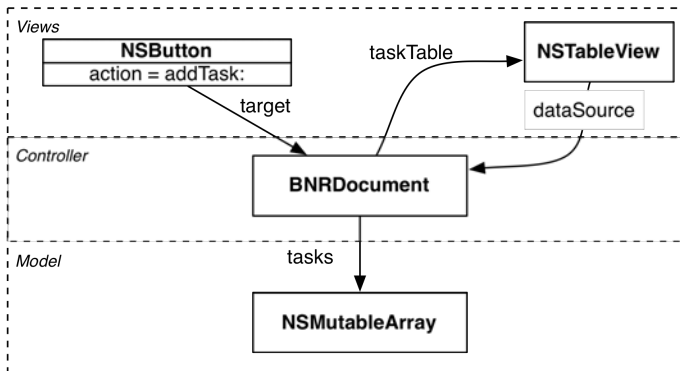 Views
NSButton
action = addTask:
taskTable
NSTableView
target
dataSource
Controller
BNRDocument
Model
tasks
NSMutableArray